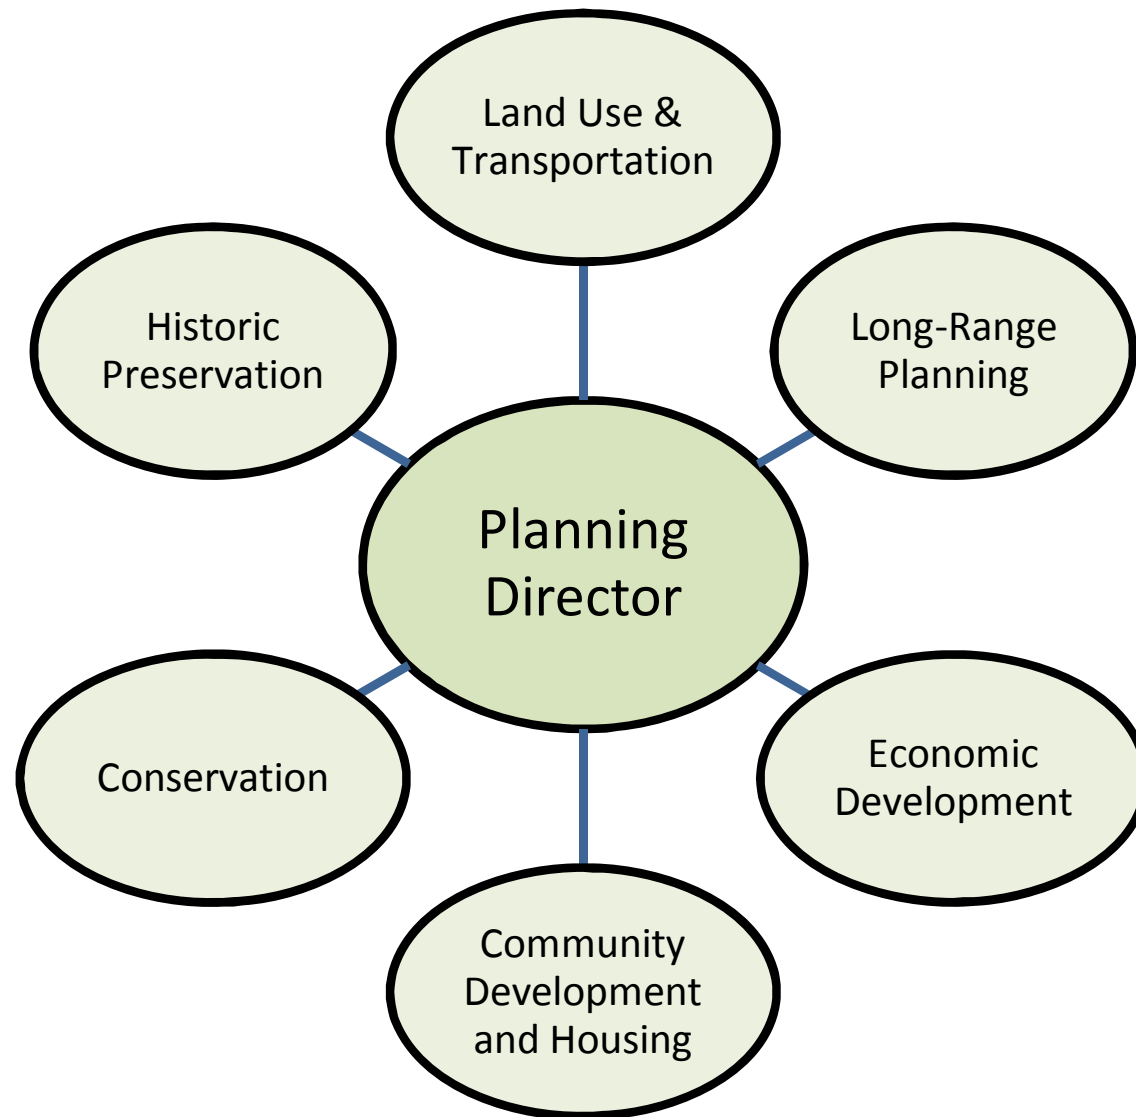 Land Use &
Transportation
Historic
Preservation
Long-Range
Planning
Planning
Director
Conservation
Economic
Development
Community
Development
and Housing